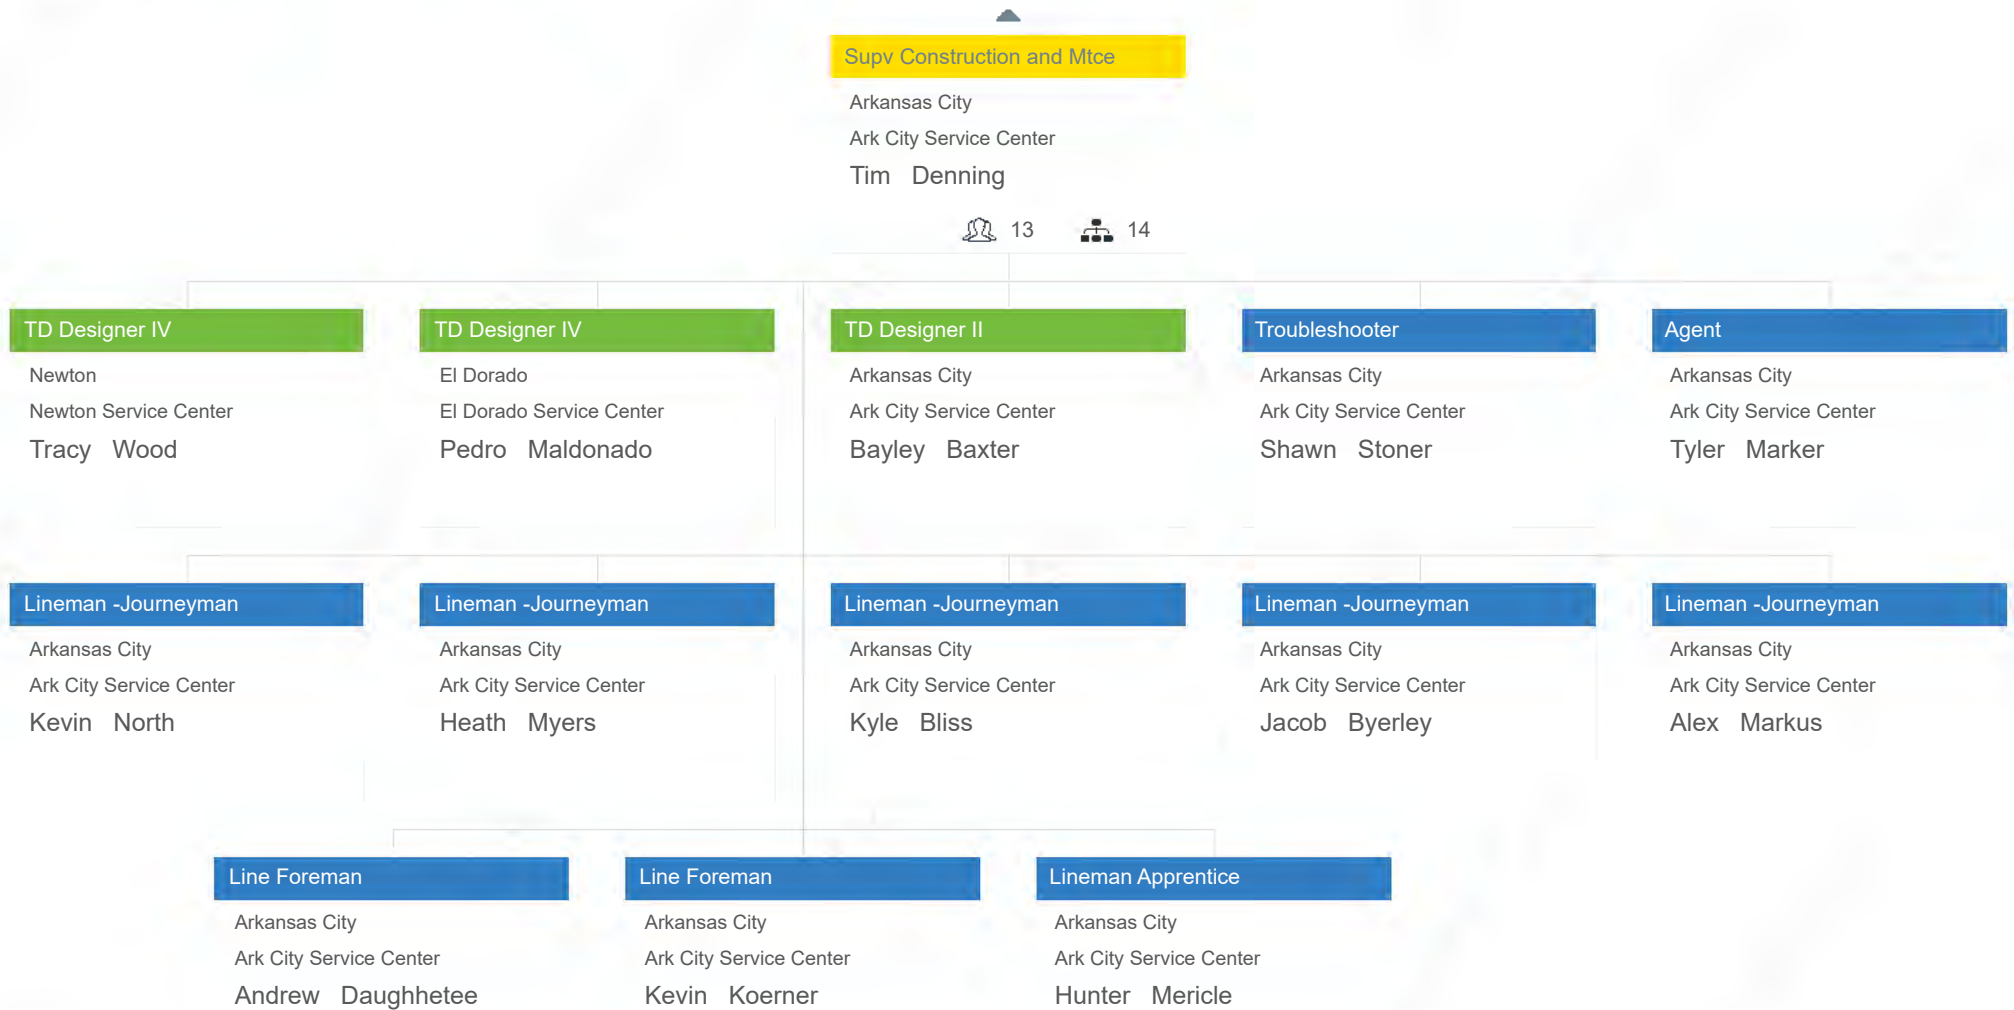 Supv Construction and Mtce
Arkansas City
Ark City Service Center
Tim Denning
13 14
TD Designer IV
Newton
Newton Service Center
Tracy Wood
TD Designer IV
El Dorado
El Dorado Service Center
Pedro Maldonado
TD Designer II
Arkansas City
Ark City Service Center
Bayley Baxter
Troubleshooter
Arkansas City
Ark City Service Center
Shawn Stoner
Agent
Arkansas City
Ark City Service Center
Tyler Marker
Lineman -Journeyman
Arkansas City
Ark City Service Center
Kevin North
Lineman -Journeyman
Arkansas City
Ark City Service Center
Heath Myers
Lineman -Journeyman
Arkansas City
Ark City Service Center
Kyle Bliss
Lineman -Journeyman
Arkansas City
Ark City Service Center
Jacob Byerley
Lineman -Journeyman
Arkansas City
Ark City Service Center
Alex Markus
Line Foreman
Arkansas City
Ark City Service Center
Andrew Daughhetee
Line Foreman
Arkansas City
Ark City Service Center
Kevin Koerner
Lineman Apprentice
Arkansas City
Ark City Service Center
Hunter Mericle